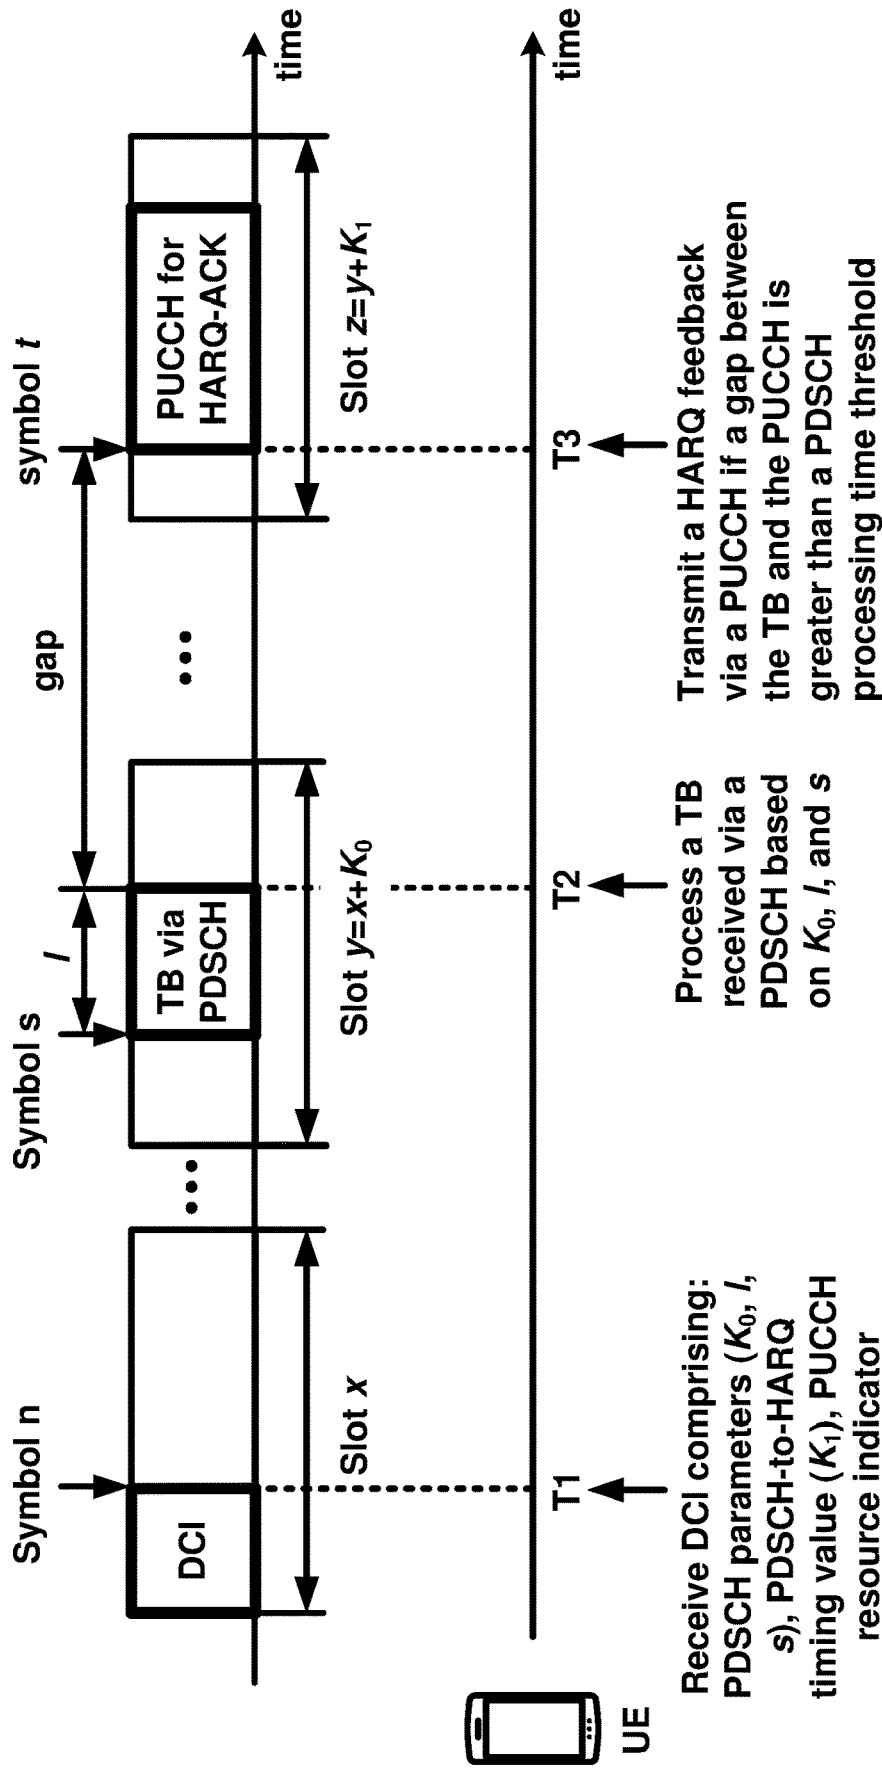 Symbol n
Symbol s
l
gap
symbol t
DCI
TB via
PDSCH
PUCCH for
HARQ-ACK
•••
•••
time
Slot x
Slot y=x+K0
Slot z=y+K1
time
T1
T2
T3
UE
Receive DCI comprising:
PDSCH parameters (K0, l,
s), PDSCH-to-HARQ
timing value (K1), PUCCH
resource indicator
Process a TB
received via a
PDSCH based
on K0, l, and s
Transmit a HARQ feedback
via a PUCCH if a gap between
the TB and the PUCCH is
greater than a PDSCH
processing time threshold